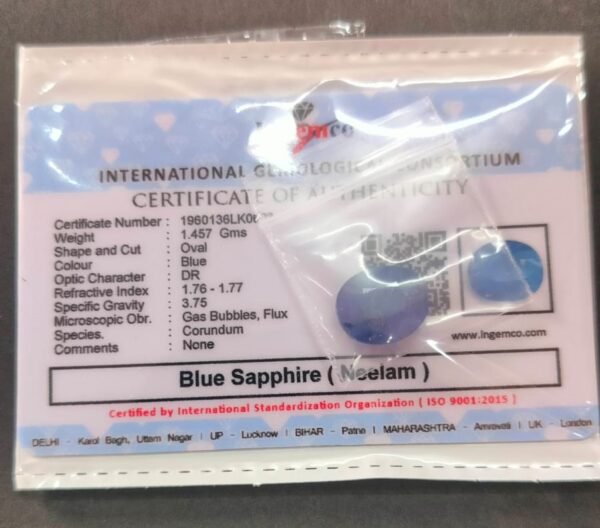 INTERNATIONAL GEMOLOGICAL CONSORTIUM
CERTIFICATE OF AUTHENTICITY
Certificate Number : 1960136LK0
Weight : 1.457 Gms
Shape and Cut : Oval
Colour : Blue
Optic Character : DR
Refractive Index : 1.76 - 1.77
Specific Gravity : 3.75
Microscopic Obr. : Gas Bubbles, Flux
Species. : Corundum
Comments : None
www.ingemco.com
Blue Sapphire ( Neelam )
Certified by International Standardization Organization ( ISO 9001:2015 )
DELHI - Karol Bagh, Uttam Nagar | UP - Lucknow | BIHAR - Patna | MAHARASHTRA - Amravati | UK - London